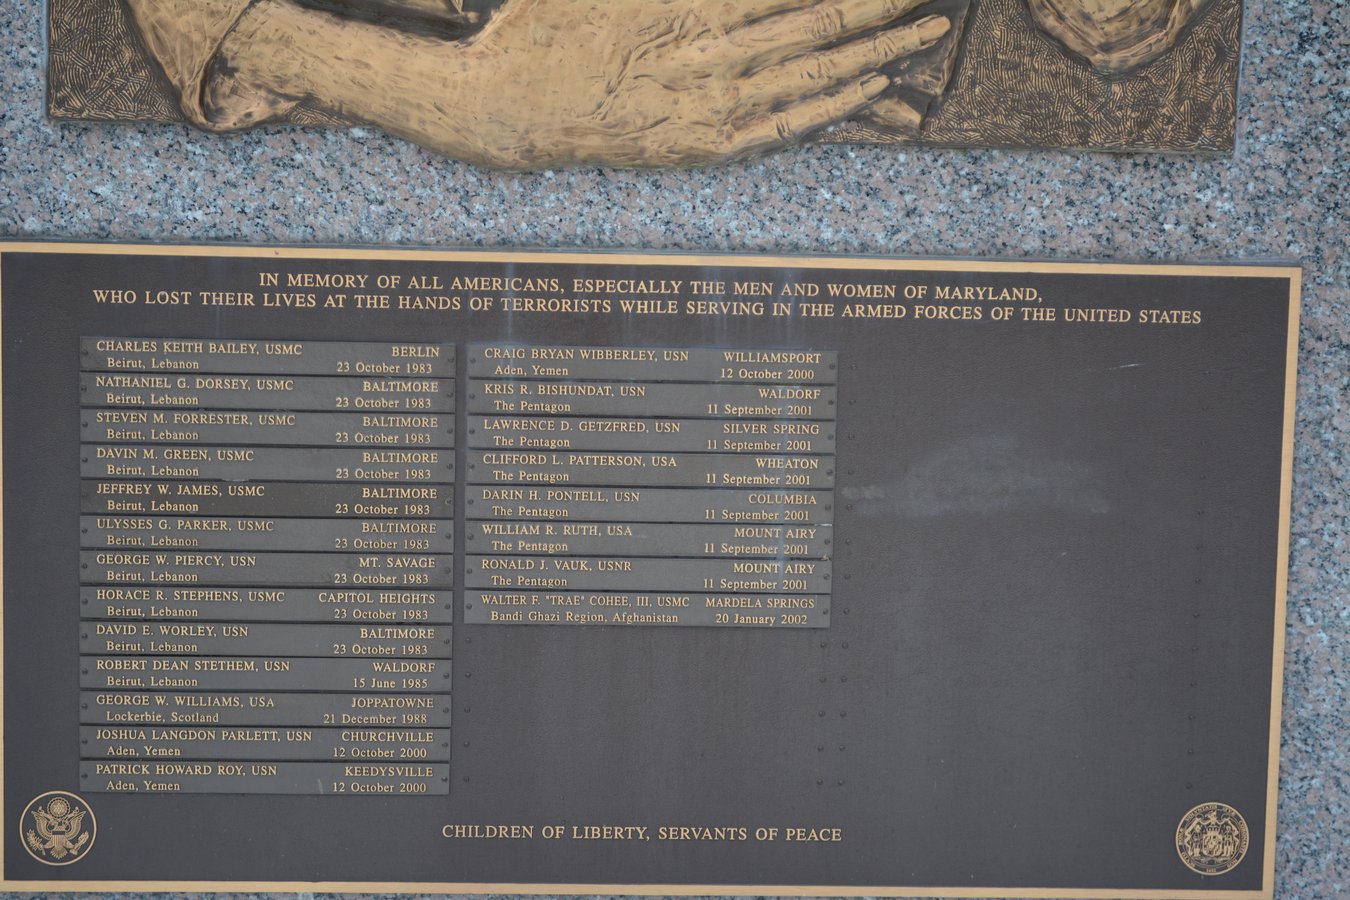 IN MEMORY OF ALL AMERICANS, ESPECIALLY THE MEN AND WOMEN OF MARYLAND,
WHO LOST THEIR LIVES AT THE HANDS OF TERRORISTS WHILE SERVING IN THE ARMED FORCES OF THE UNITED STATES
CHARLES KEITH BAILEY, USMC BERLIN
Beirut, Lebanon 23 October 1983
NATHANIEL G. DORSEY, USMC BALTIMORE
Beirut, Lebanon 23 October 1983
STEVEN M. FORRESTER, USMC BALTIMORE
Beirut, Lebanon 23 October 1983
DAVIN M. GREEN, USMC BALTIMORE
Beirut, Lebanon 23 October 1983
JEFFREY W. JAMES, USMC BALTIMORE
Beirut, Lebanon 23 October 1983
ULYSSES G. PARKER, USMC BALTIMORE
Beirut, Lebanon 23 October 1983
GEORGE W. PIERCY, USN MT. SAVAGE
Beirut, Lebanon 23 October 1983
HORACE R. STEPHENS, USMC CAPITOL HEIGHTS
Beirut, Lebanon 23 October 1983
DAVID E. WORLEY, USN BALTIMORE
Beirut, Lebanon 23 October 1983
ROBERT DEAN STETHEM, USN WALDORF
Beirut, Lebanon 15 June 1985
GEORGE W. WILLIAMS, USA JOPPATOWNE
Lockerbie, Scotland 21 December 1988
JOSHUA LANGDON PARLETT, USN CHURCHVILLE
Aden, Yemen 12 October 2000
PATRICK HOWARD ROY, USN KEEDYSVILLE
Aden, Yemen 12 October 2000
CRAIG BRYAN WIBBERLEY, USN WILLIAMSPORT
Aden, Yemen 12 October 2000
KRIS R. BISHUNDAT, USN WALDORF
The Pentagon 11 September 2001
LAWRENCE D. GETZFRED, USN SILVER SPRING
The Pentagon 11 September 2001
CLIFFORD L. PATTERSON, USA WHEATON
The Pentagon 11 September 2001
DARIN H. PONTELL, USN COLUMBIA
The Pentagon 11 September 2001
WILLIAM R. RUTH, USA MOUNT AIRY
The Pentagon 11 September 2001
RONALD J. VAUK, USNR MOUNT AIRY
The Pentagon 11 September 2001
WALTER F. "TRAE" COHEE, III, USMC MARDELA SPRINGS
Bandi Ghazi Region, Afghanistan 20 January 2002
CHILDREN OF LIBERTY, SERVANTS OF PEACE